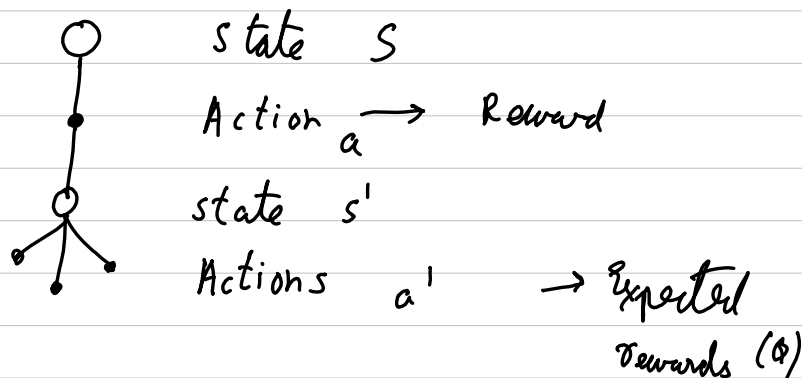 state S
Action a → Reward
state s'
Actions a' → Expected
rewards (Q)